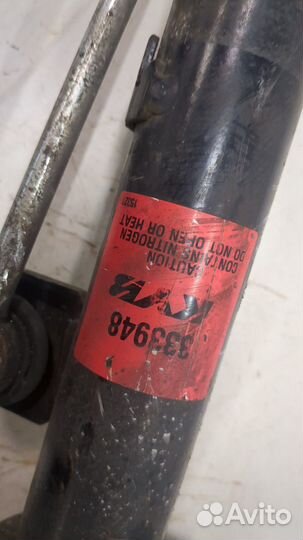 KYB
333948
CAUTION
CONTAINS NITROGEN
DO NOT OPEN OR HEAT
Avito